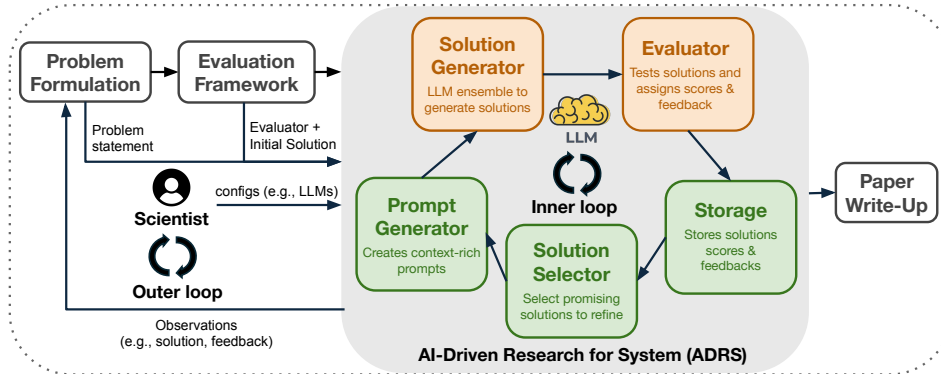 Problem
Formulation
Evaluation
Framework
Solution
Generator
LLM ensemble to
generate solutions
Evaluator
Tests solutions and
assigns scores &
feedback
LLM
Inner loop
Problem
statement
Evaluator +
Initial Solution
Scientist
configs (e.g., LLMs)
Outer loop
Prompt
Generator
Creates context-rich
prompts
Solution
Selector
Select promising
solutions to refine
Storage
Stores solutions
scores &
feedbacks
Paper
Write-Up
Observations
(e.g., solution, feedback)
AI-Driven Research for System (ADRS)